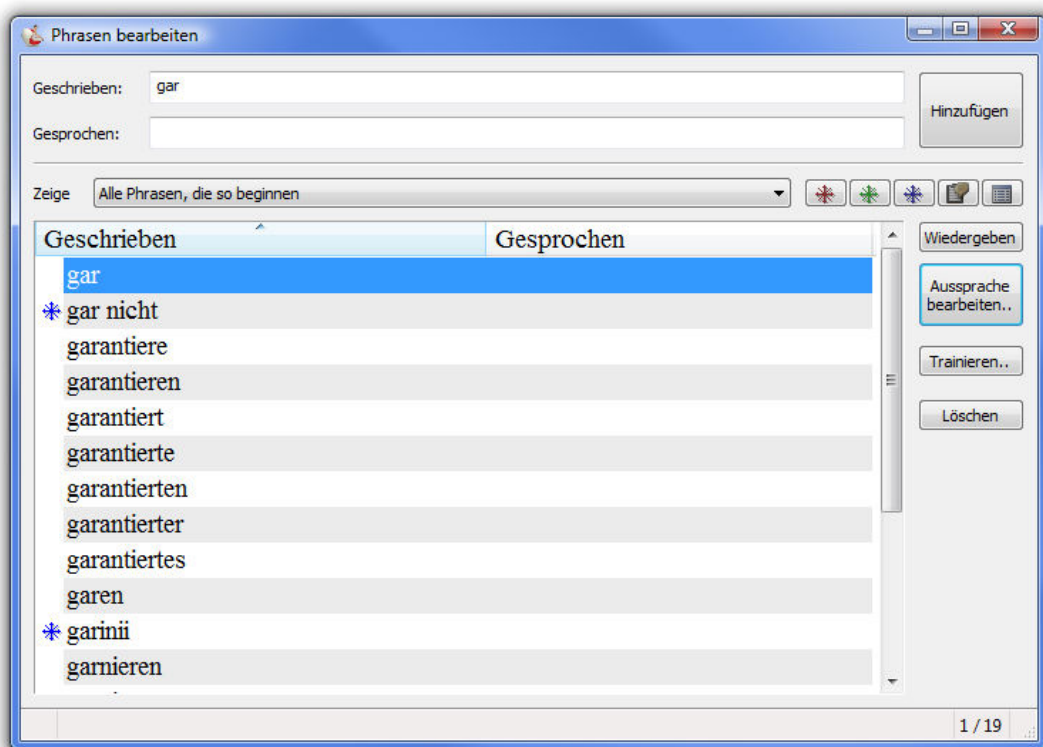 Phrasen bearbeiten
Geschrieben: gar
Hinzufügen
Gesprochen:
Zeige Alle Phrasen, die so beginnen
Geschrieben Gesprochen
Wiedergeben
gar
Aussprache
bearbeiten..
gar nicht
garantiere
Trainieren..
garantieren
garantiert
Löschen
garantierte
garantierten
garantierter
garantiertes
garen
garinii
garnieren
1 / 19